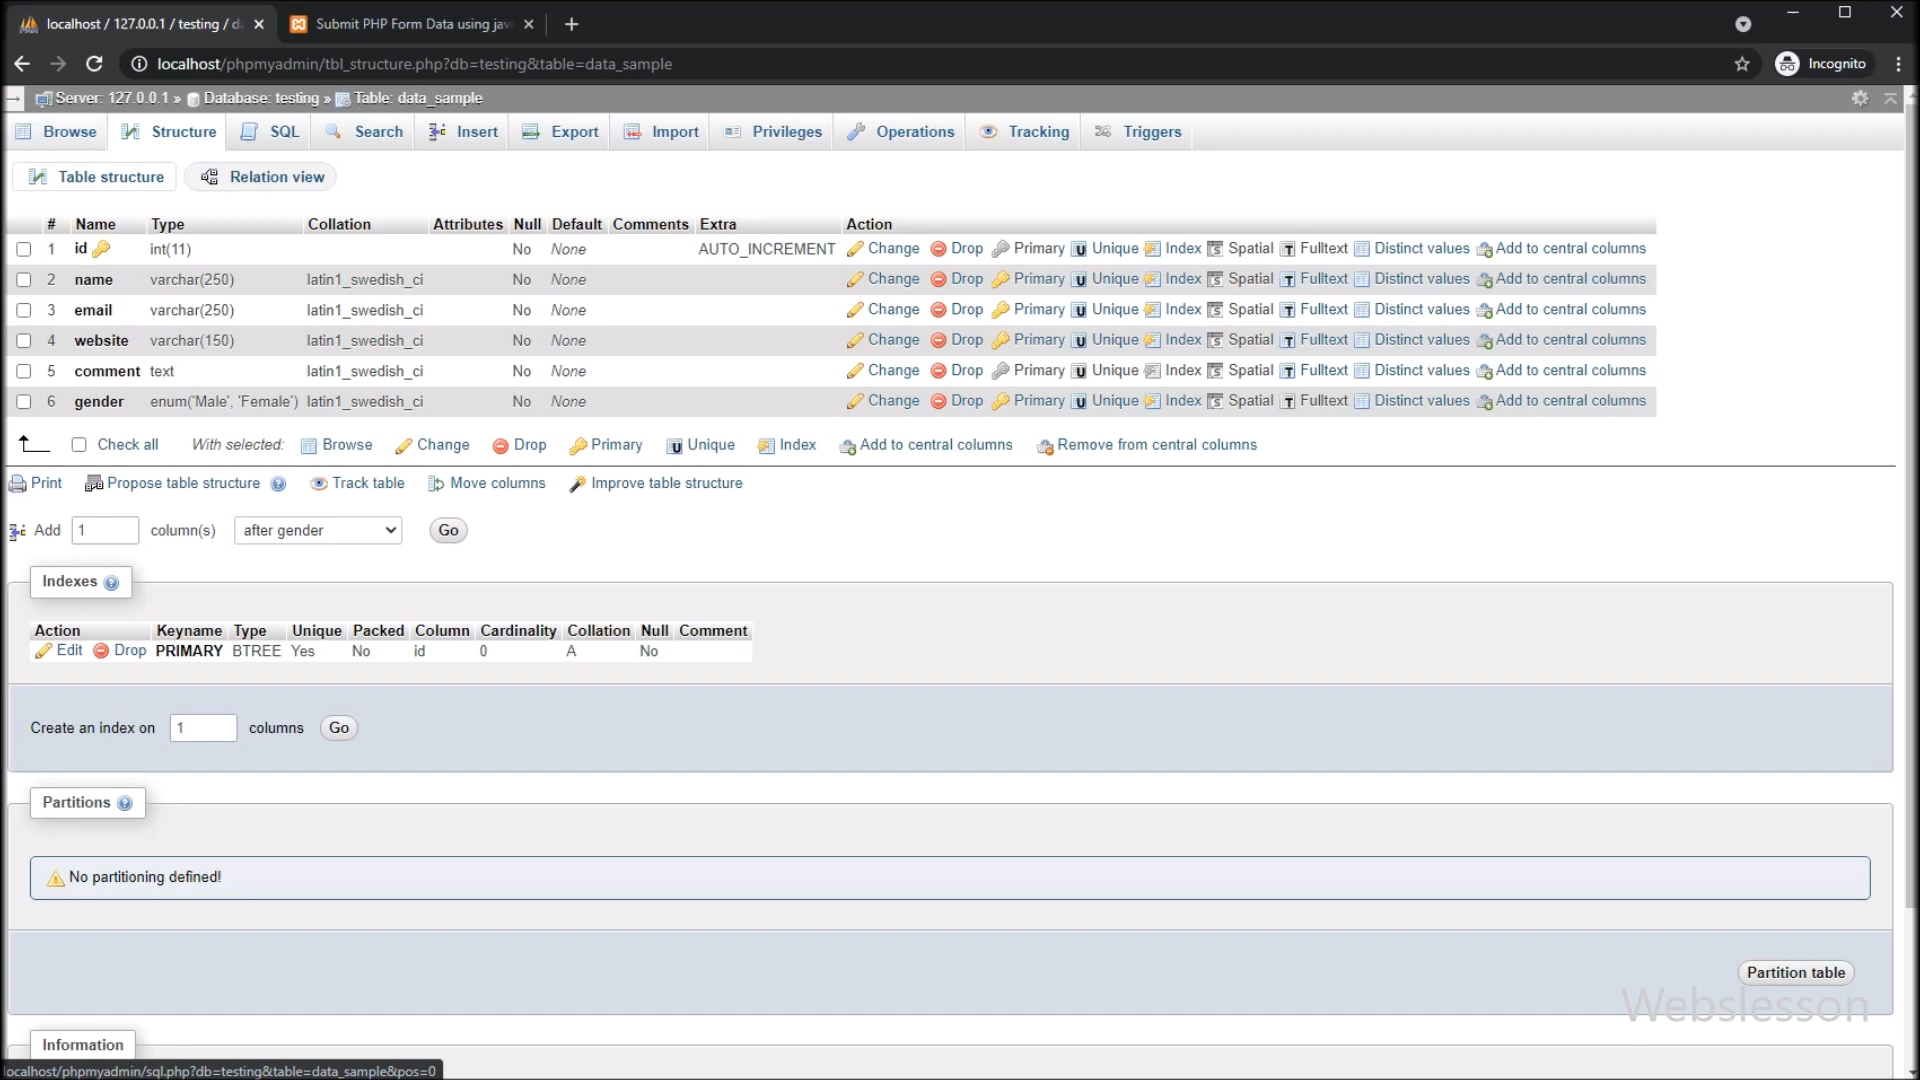 localhost / 127.0.0.1 / testing / d
Submit PHP Form Data using jav
localhost/phpmyadmin/tbl_structure.php?db=testing&table=data_sample
Incognito
Server: 127.0.0.1 » Database: testing » Table: data_sample
Browse Structure SQL Search Insert Export Import Privileges Operations Tracking Triggers
Table structure Relation view
# Name Type Collation Attributes Null Default Comments Extra Action
1 id int(11) No None AUTO_INCREMENT Change Drop Primary Unique Index Spatial Fulltext Distinct values Add to central columns
2 name varchar(250) latin1_swedish_ci No None Change Drop Primary Unique Index Spatial Fulltext Distinct values Add to central columns
3 email varchar(250) latin1_swedish_ci No None Change Drop Primary Unique Index Spatial Fulltext Distinct values Add to central columns
4 website varchar(150) latin1_swedish_ci No None Change Drop Primary Unique Index Spatial Fulltext Distinct values Add to central columns
5 comment text latin1_swedish_ci No None Change Drop Primary Unique Index Spatial Fulltext Distinct values Add to central columns
6 gender enum('Male', 'Female') latin1_swedish_ci No None Change Drop Primary Unique Index Spatial Fulltext Distinct values Add to central columns
Check all With selected: Browse Change Drop Primary Unique Index Add to central columns Remove from central columns
Print Propose table structure Track table Move columns Improve table structure
Add 1 column(s) after gender Go
Indexes
Action Keyname Type Unique Packed Column Cardinality Collation Null Comment
Edit Drop PRIMARY BTREE Yes No id 0 A No
Create an index on 1 columns Go
Partitions
No partitioning defined!
Partition table
Webslesson
Information
localhost/phpmyadmin/sql.php?db=testing&table=data_sample&pos=0